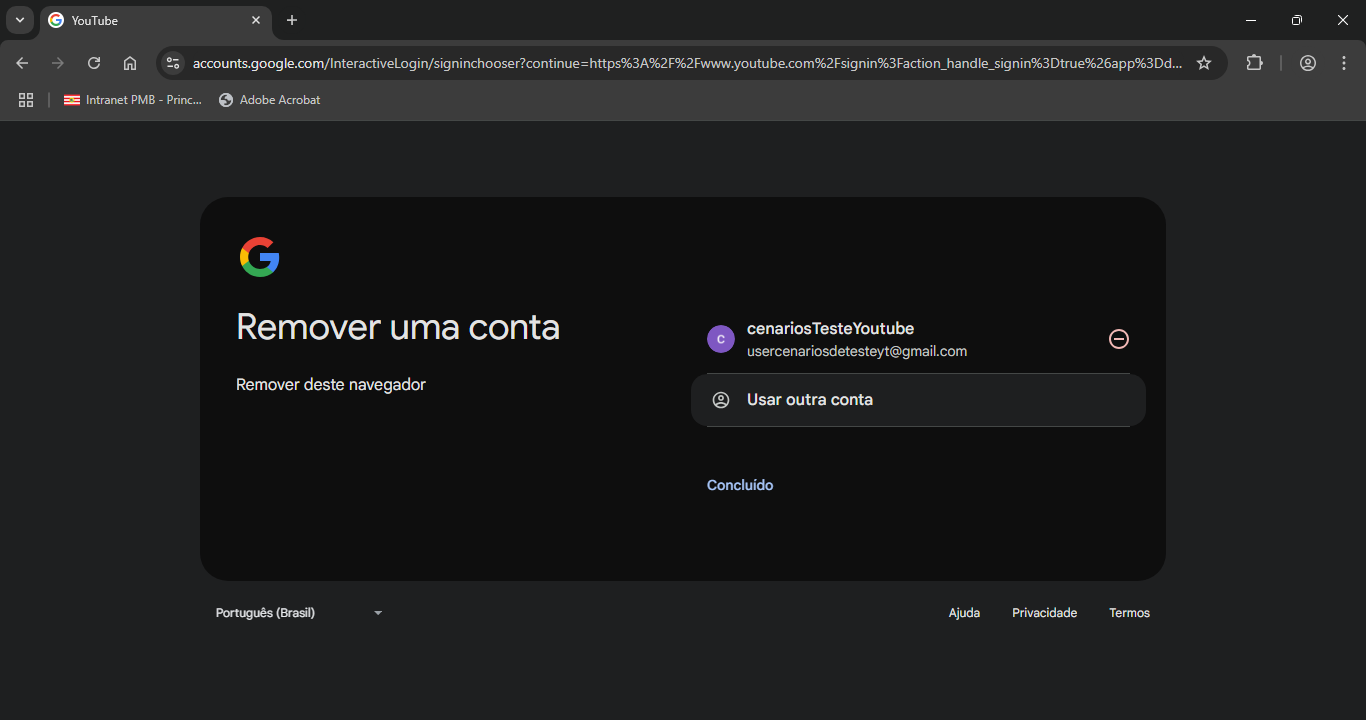 YouTube
accounts.google.com/InteractiveLogin/signinchooser?continue=https%3A%2F%2Fwww.youtube.com%2Fsignin%3Faction_handle_signin%3Dtrue%26app%3Dd...
Intranet PMB - Princ... Adobe Acrobat
Remover uma conta
Remover deste navegador
C
cenariosTesteYoutube
usercenariosdetesteyt@gmail.com
Usar outra conta
Concluído
Português (Brasil)
Ajuda Privacidade Termos